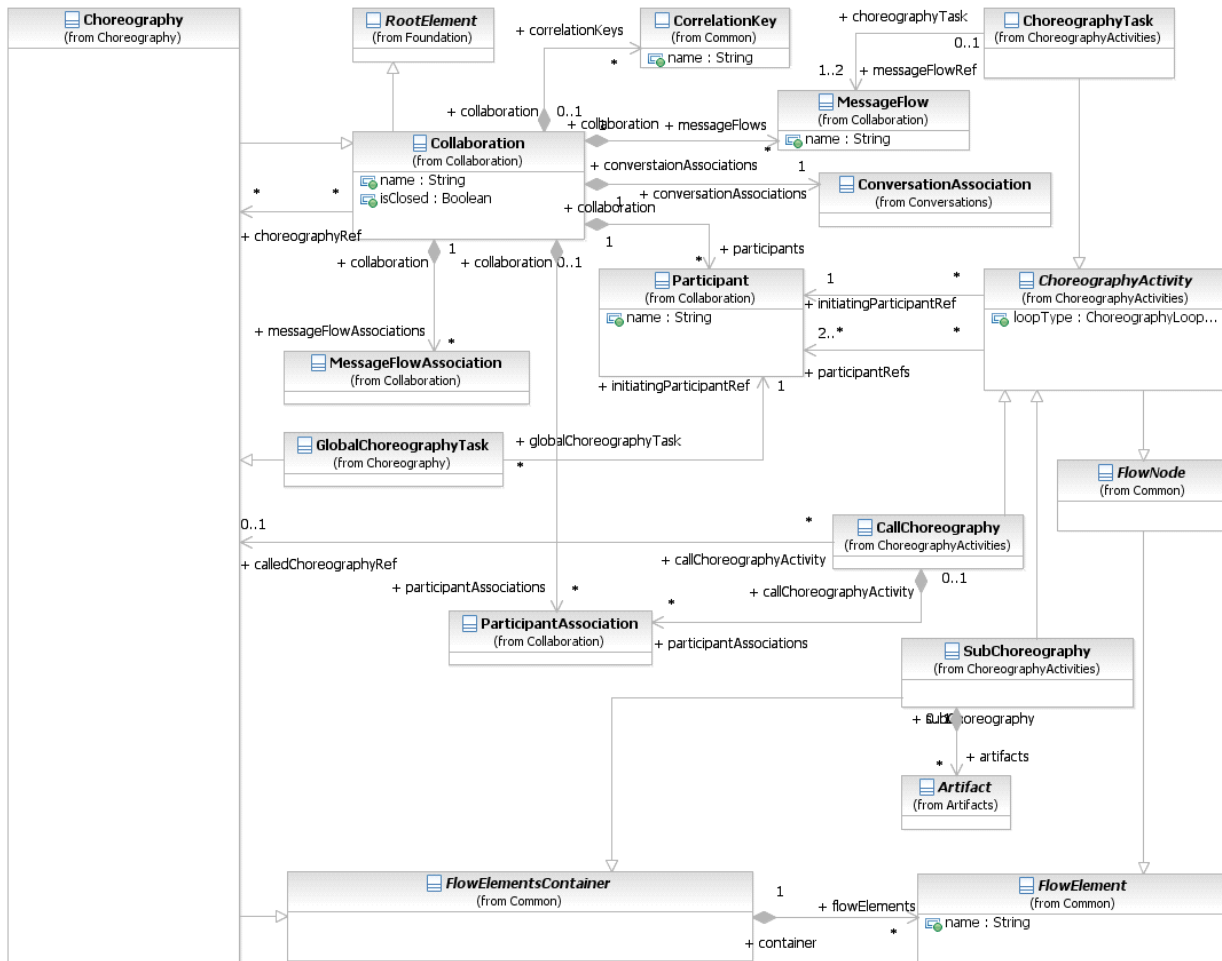 Choreography
(from Choreography)
RootElement
(from Foundation)
+ correlationKeys
*
CorrelationKey
(from Common)
name : String
+ choreographyTask
0..1
ChoreographyTask
(from ChoreographyActivities)
1..2
+ messageFlowRef
MessageFlow
(from Collaboration)
name : String
+ collaboration
0..1
+ collaboration
1
+ messageFlows
*
Collaboration
(from Collaboration)
name : String
isClosed : Boolean
+ converstaionAssociations
1
+ conversationAssociations
1
ConversationAssociation
(from Conversations)
+ collaboration
1
*
*
+ choreographyRef
+ participants
*
+ collaboration
1
+ collaboration
0..1
Participant
(from Collaboration)
name : String
1
*
+ initiatingParticipantRef
2..*
*
+ participantRefs
ChoreographyActivity
(from ChoreographyActivities)
loopType : ChoreographyLoop...
+ messageFlowAssociations
*
MessageFlowAssociation
(from Collaboration)
+ initiatingParticipantRef
1
GlobalChoreographyTask
(from Choreography)
+ globalChoreographyTask
*
FlowNode
(from Common)
0..1
*
+ calledChoreographyRef
+ callChoreographyActivity
CallChoreography
(from ChoreographyActivities)
0..1
+ callChoreographyActivity
+ participantAssociations
*
*
+ participantAssociations
ParticipantAssociation
(from Collaboration)
SubChoreography
(from ChoreographyActivities)
+ subChoreography
0..1
+ artifacts
*
Artifact
(from Artifacts)
FlowElementsContainer
(from Common)
1
+ flowElements
*
+ container
FlowElement
(from Common)
name : String